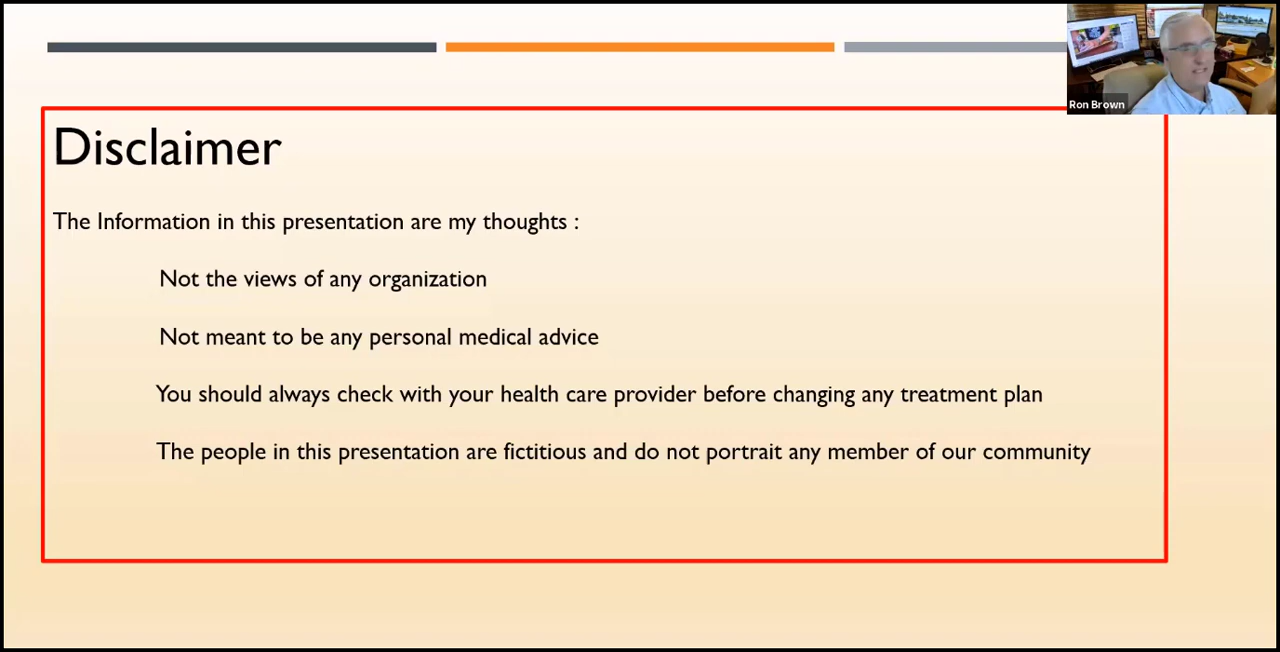 Ron Brown
Disclaimer
The Information in this presentation are my thoughts :
Not the views of any organization
Not meant to be any personal medical advice
You should always check with your health care provider before changing any treatment plan
The people in this presentation are fictitious and do not portrait any member of our community